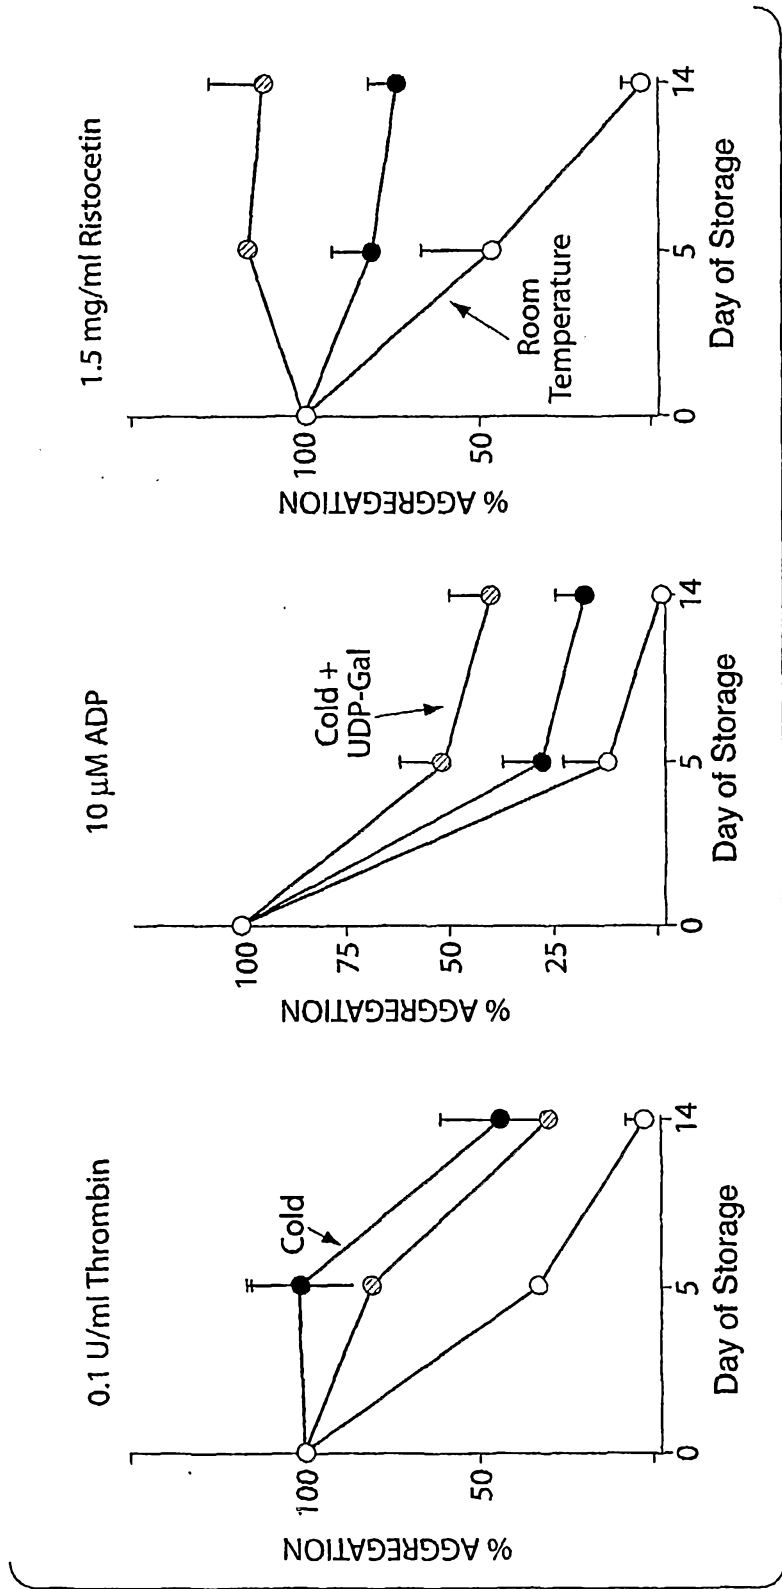 0.1 U/ml Thrombin
% AGGREGATION
100
50
Cold
0
5
14
Day of Storage
10 µM ADP
% AGGREGATION
100
75
50
25
Cold +
UDP-Gal
0
5
14
Day of Storage
1.5 mg/ml Ristocetin
% AGGREGATION
100
50
Room
Temperature
0
5
14
Day of Storage